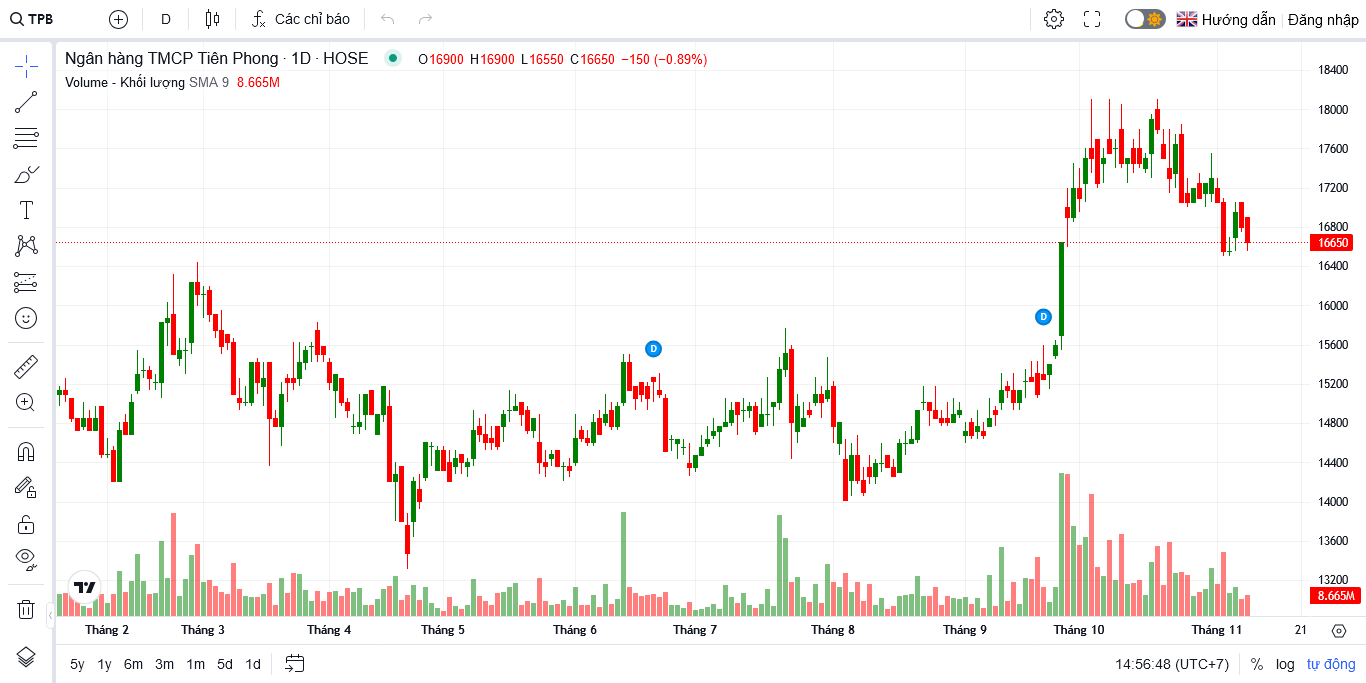 TPB D Các chỉ báo Hướng dẫn Đăng nhập
Ngân hàng TMCP Tiên Phong · 1D · HOSE O16900 H16900 L16550 C16650 −150 (−0.89%)
Volume - Khối lượng SMA 9 8.665M
18400
18000
17600
17200
16800
16650
16400
16000
15600
15200
14800
14400
14000
13600
13200
8.665M
D
D
T
Tháng 2 Tháng 3 Tháng 4 Tháng 5 Tháng 6 Tháng 7 Tháng 8 Tháng 9 Tháng 10 Tháng 11 21
5y 1y 6m 3m 1m 5d 1d 14:56:48 (UTC+7) % log tự động